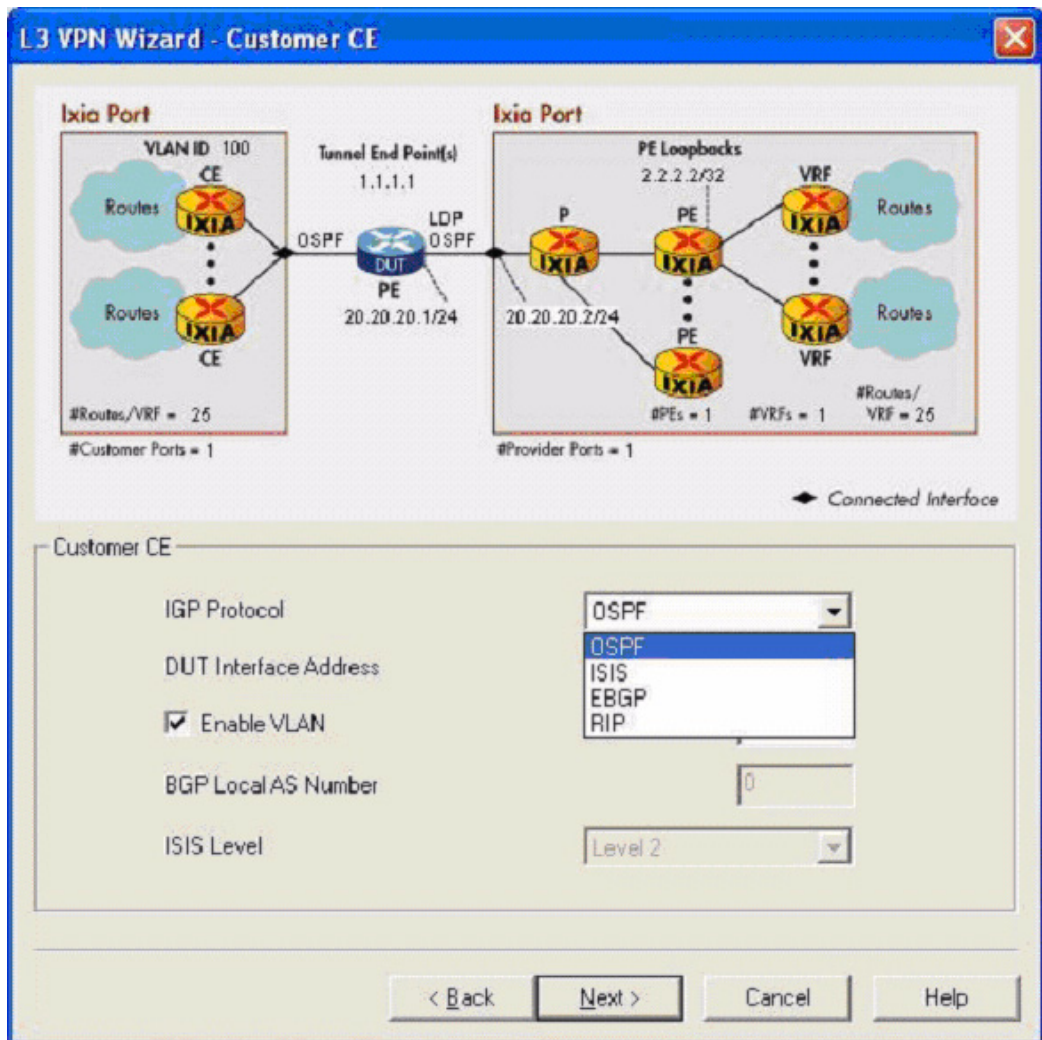 L3 VPN Wizard - Customer CE
Ixia Port
Ixia Port
VLAN ID 100
CE
Routes
IXIA
Routes
IXIA
CE
#Routes/VRF = 25
#Customer Ports = 1
Tunnel End Point(s)
1.1.1.1
OSPF
DUT
PE
LDP
OSPF
20.20.20.1/24
20.20.20.2/24
P
IXIA
PE Loopbacks
2.2.2.2/32
PE
IXIA
PE
IXIA
VRF
IXIA
Routes
IXIA
VRF
Routes
#PEs = 1
#VRFs = 1
#Routes/
VRF = 25
#Provider Ports = 1
Connected Interface
Customer CE
IGP Protocol
OSPF
OSPF
ISIS
EBGP
RIP
DUT Interface Address
Enable VLAN
BGP Local AS Number
0
ISIS Level
Level 2
< Back
Next >
Cancel
Help